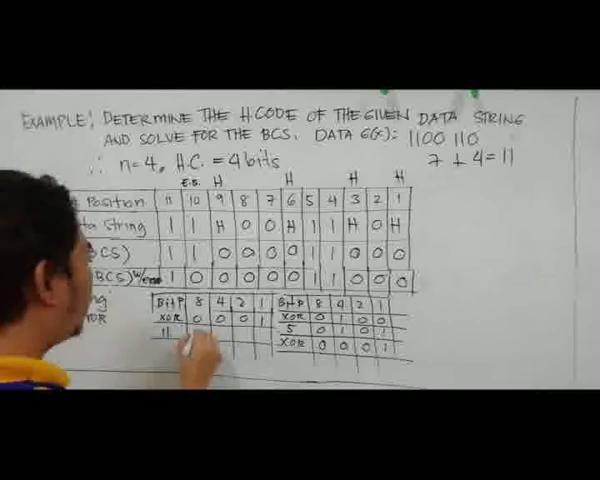 EXAMPLE: DETERMINE THE H CODE OF THE GIVEN DATA STRING
AND SOLVE FOR THE BCS. DATA G(x): 1100 110
∴ n=4, H.C. = 4 bits 7 + 4 = 11
E.B. H H H H
Position 11 10 9 8 7 6 5 4 3 2 1
ta String 1 1 H 0 0 H 1 1 H 0 H
BCS) 1 1 0 0 0 0 1 1 0 0 0
(BCS) w/ 1 0 0 0 0 0 1 1 0 0 0
Bit P 8 4 2 1 Bit P 8 4 2 1
XOR 0 0 0 1 XOR 0 1 0 0
11 5 0 1 0 1
XOR 0 0 0 1